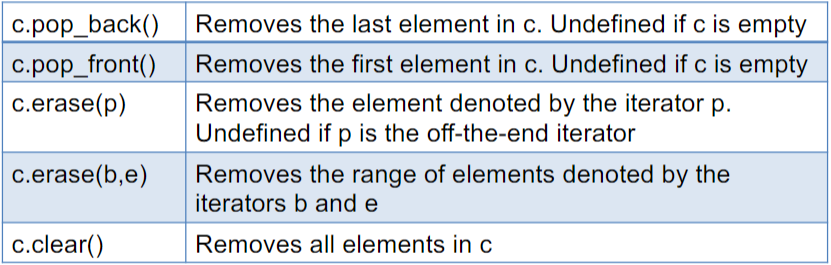 c.pop_back() Removes the last element in c. Undefined if c is empty
c.pop_front() Removes the first element in c. Undefined if c is empty
c.erase(p) Removes the element denoted by the iterator p.
Undefined if p is the off-the-end iterator
c.erase(b,e) Removes the range of elements denoted by the
iterators b and e
c.clear() Removes all elements in c